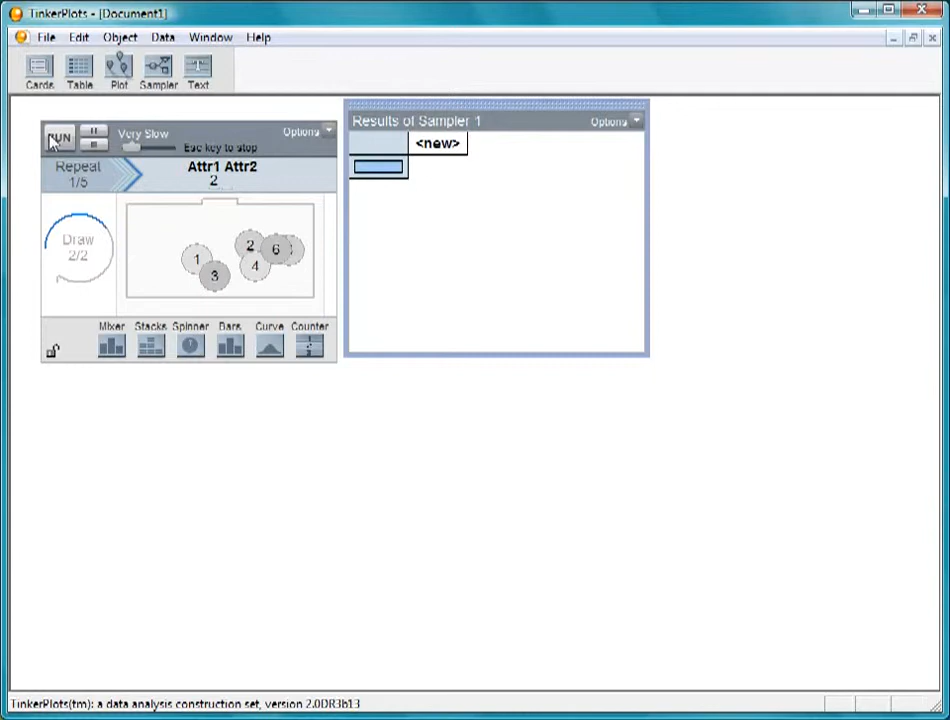 TinkerPlots - [Document1]
File Edit Object Data Window Help
Cards Table Plot Sampler Text
RUN
Very Slow
Options
Esc key to stop
Repeat
1/5
Attr1 Attr2
2
Draw
2/2
1
2
3
4
6
Mixer Stacks Spinner Bars Curve Counter
Results of Sampler 1
Options
<new>
TinkerPlots(tm): a data analysis construction set, version 2.0DR3b13